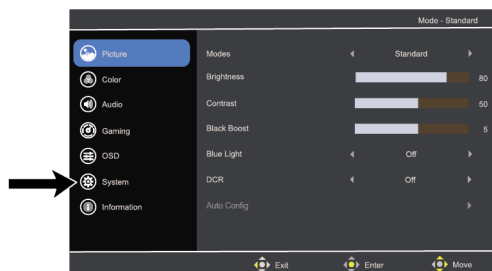 Mode - Standard
Picture
Color
Audio
Gaming
OSD
System
Information
Modes Standard
Brightness 80
Contrast 50
Black Boost 5
Blue Light Off
DCR Off
Auto Config
Exit Enter Move